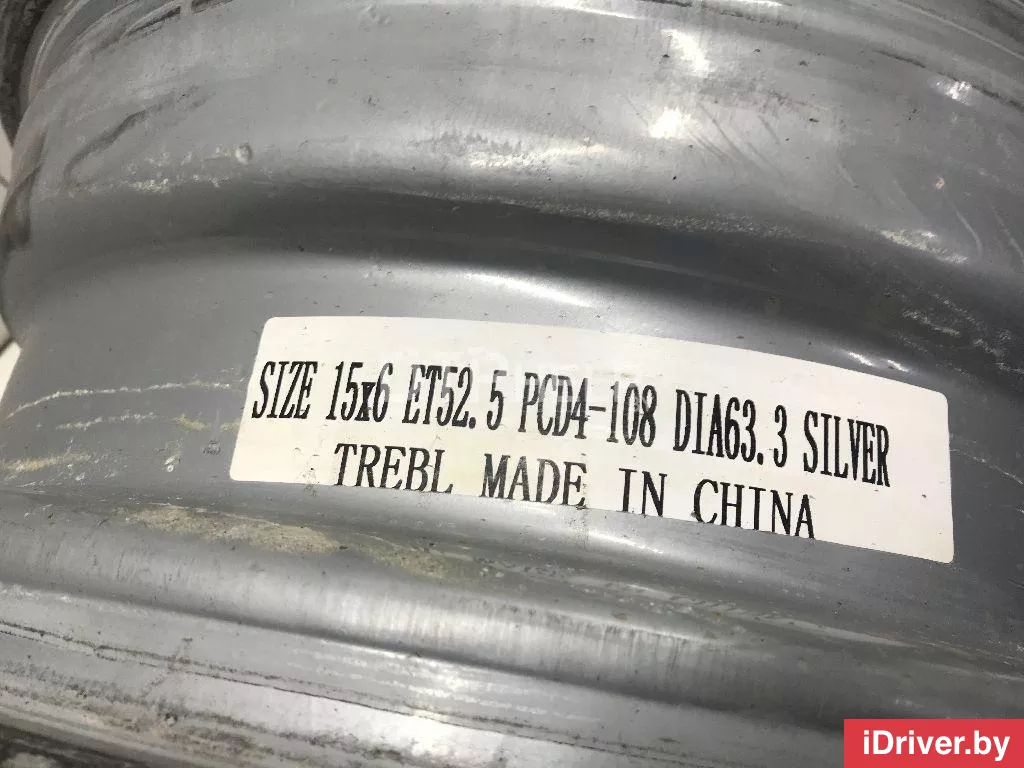 SIZE 15x6 ET52.5 PCD4-108 DIA63.3 SILVER
TREBL MADE IN CHINA
iDriver.by